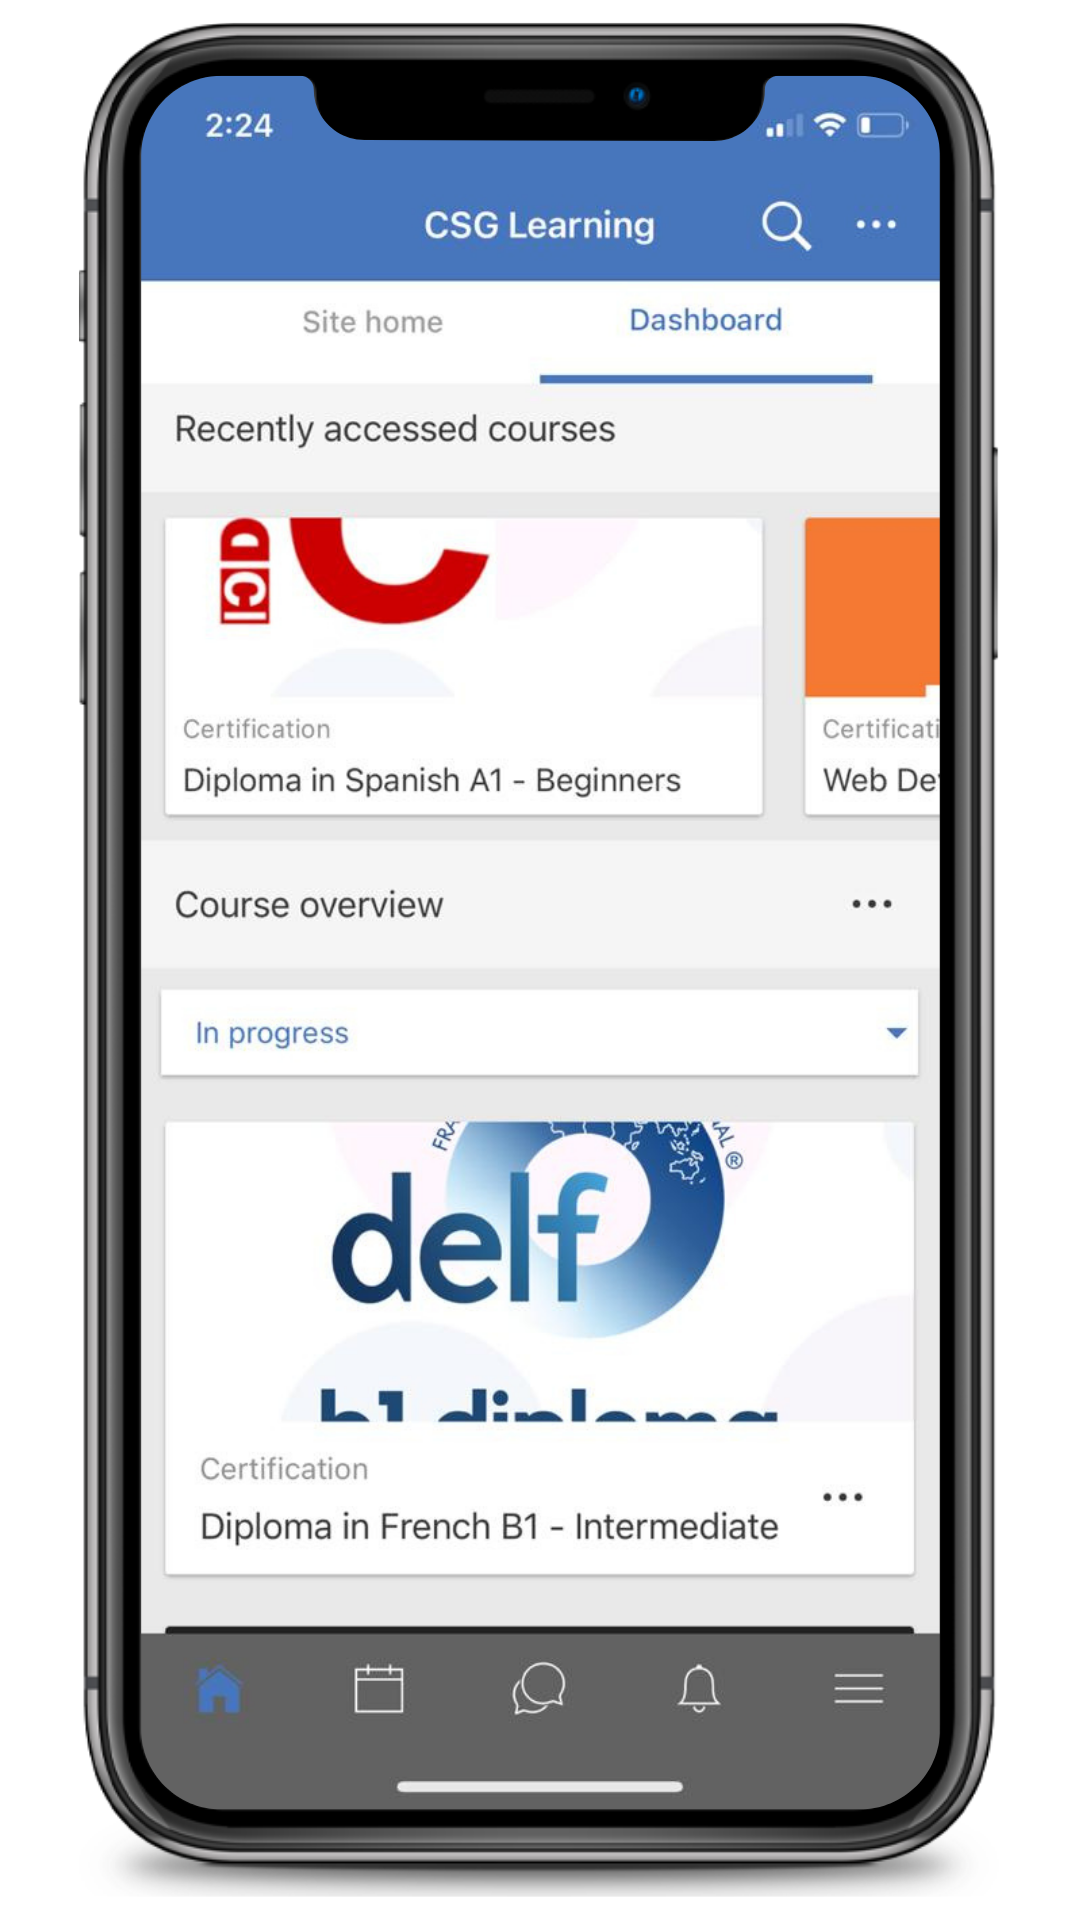 2:24
CSG Learning
Site home
Dashboard
Recently accessed courses
Certification
Diploma in Spanish A1 - Beginners
Certificati
Web De
Course overview
•••
In progress
FRA
AL ®
delf
b1 diploma
Certification
Diploma in French B1 - Intermediate